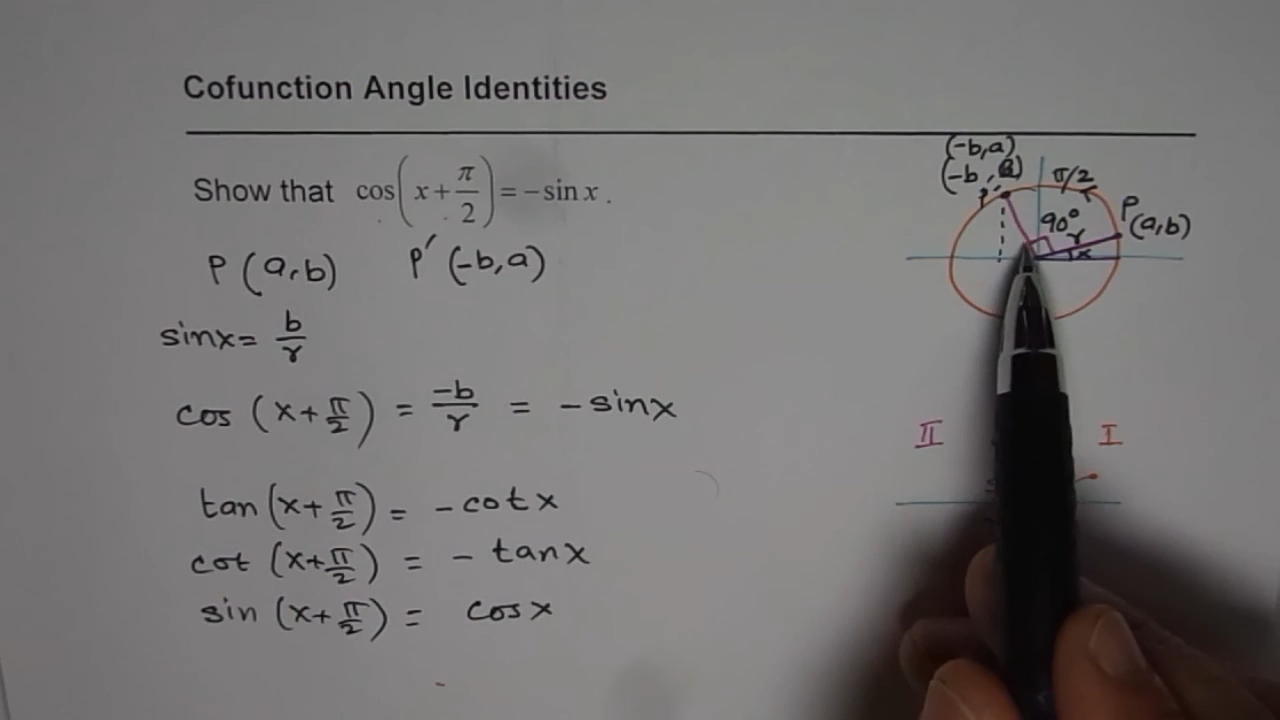 Cofunction Angle Identities
Show that cos(x+π/2)=−sin x .
P (a,b) P′ (-b,a)
sinx= b/r
cos (x+π/2) = -b/r = - sinx
tan (x+π/2) = - cotx
cot (x+π/2) = - tanx
sin (x+π/2) = cosx
(-b,a)
(-b,
P′
π/2
90°
r
x
P
(a,b)
II
I